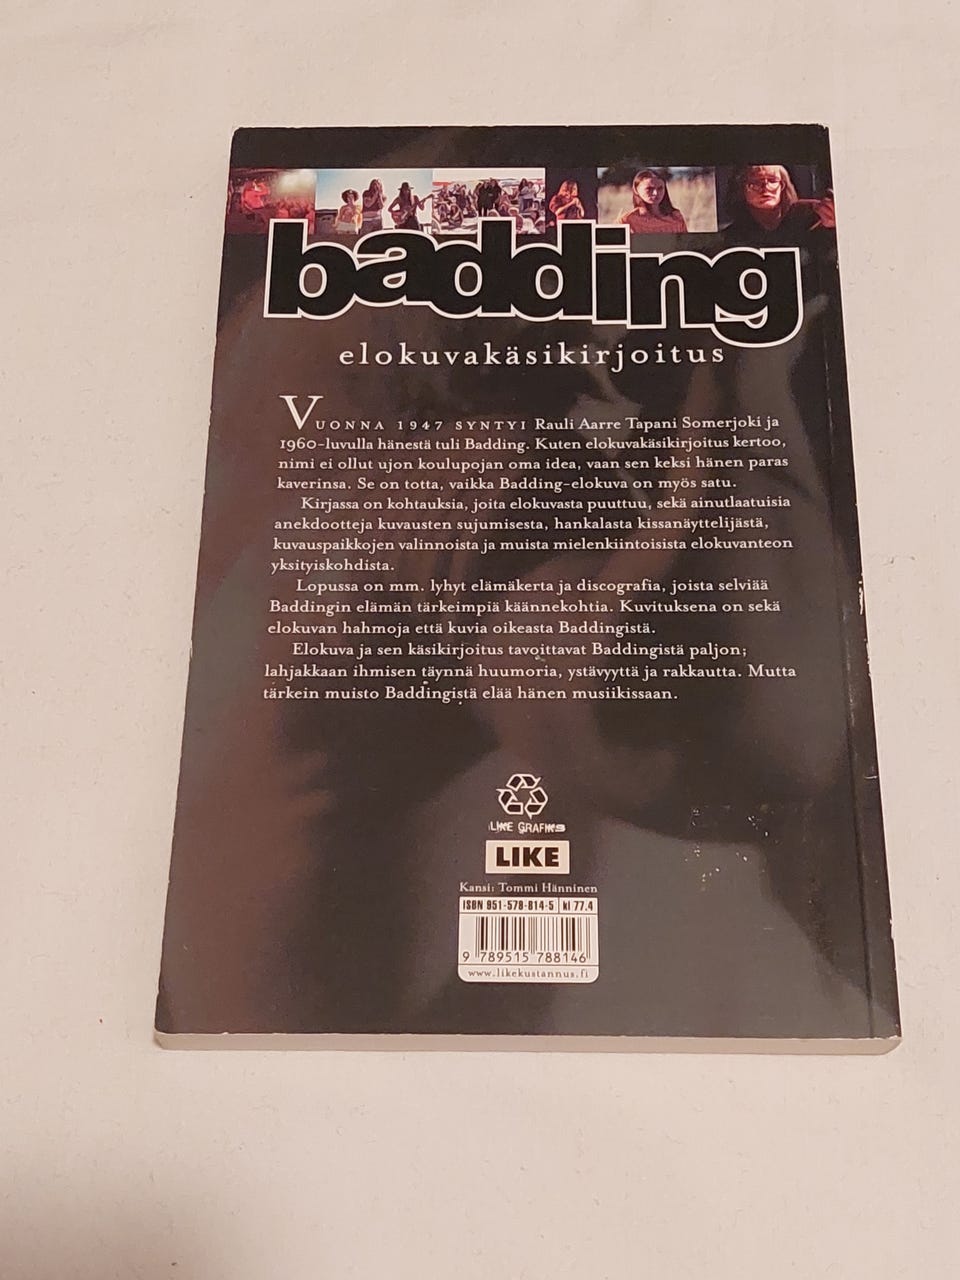 badding
elokuvakäsikirjoitus
VUONNA 1947 SYNTYI Rauli Aarre Tapani Somerjoki ja
1960-luvulla hänestä tuli Badding. Kuten elokuvakäsikirjoitus kertoo,
nimi ei ollut ujon koulupojan oma idea, vaan sen keksi hänen paras
kaverinsa. Se on totta, vaikka Badding-elokuva on myös satu.
Kirjassa on kohtauksia, joita elokuvasta puuttuu, sekä ainutlaatuisia
anekdootteja kuvausten sujumisesta, hankalasta kissanäyttelijästä,
kuvauspaikkojen valinnoista ja muista mielenkiintoisista elokuvanteon
yksityiskohdista.
Lopussa on mm. lyhyt elämäkerta ja discografia, joista selviää
Baddingin elämän tärkeimpiä käännekohtia. Kuvituksena on sekä
elokuvan hahmoja että kuvia oikeasta Baddingistä.
Elokuva ja sen käsikirjoitus tavoittavat Baddingistä paljon;
lahjakkaan ihmisen täynnä huumoria, ystävyyttä ja rakkautta. Mutta
tärkein muisto Baddingistä elää hänen musiikissaan.
LIKE GRAFIKS
LIKE
Kansi: Tommi Hänninen
ISBN 951-578-814-5 kl 77.4
9 789515 788146
www.likekustannus.fi